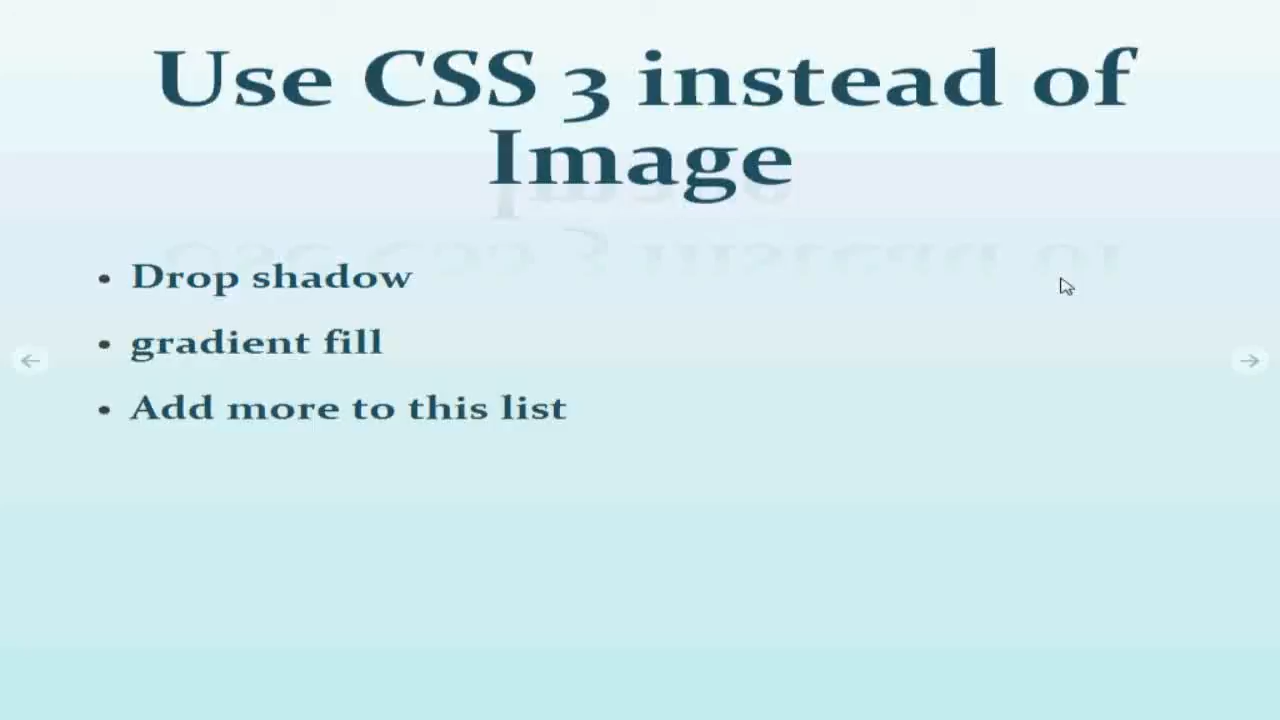 Use CSS 3 instead of
Image
• Drop shadow
• gradient fill
• Add more to this list